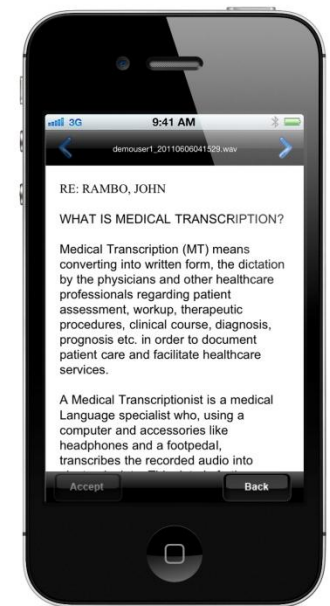 3G 9:41 AM
demouser1_20110606041529.wav
RE: RAMBO, JOHN
WHAT IS MEDICAL TRANSCRIPTION?
Medical Transcription (MT) means
converting into written form, the dictation
by the physicians and other healthcare
professionals regarding patient
assessment, workup, therapeutic
procedures, clinical course, diagnosis,
prognosis etc. in order to document
patient care and facilitate healthcare
services.
A Medical Transcriptionist is a medical
Language specialist who, using a
computer and accessories like
headphones and a footpedal,
transcribes the recorded audio into
Accept Back